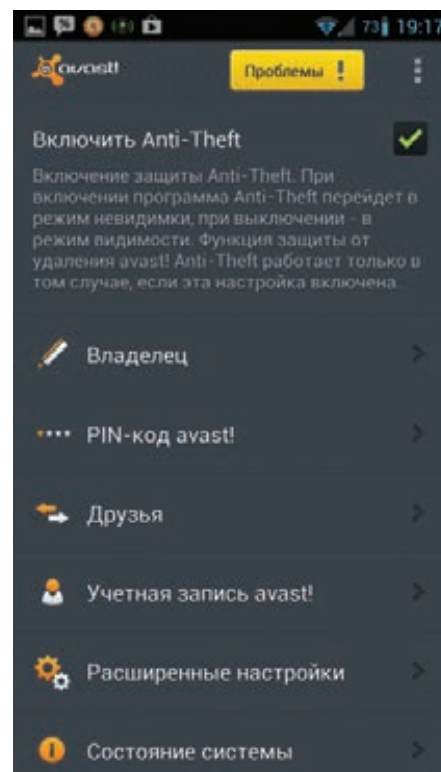 73 19:17
avast!
Проблемы !
Включить Anti-Theft
Включение защиты Anti-Theft. При
включении программа Anti-Theft перейдет в
режим невидимки, при выключении - в
режим видимости. Функция защиты от
удаления avast! Anti-Theft работает только в
том случае, если эта настройка включена.
Владелец
PIN-код avast!
Друзья
Учетная запись avast!
Расширенные настройки
Состояние системы